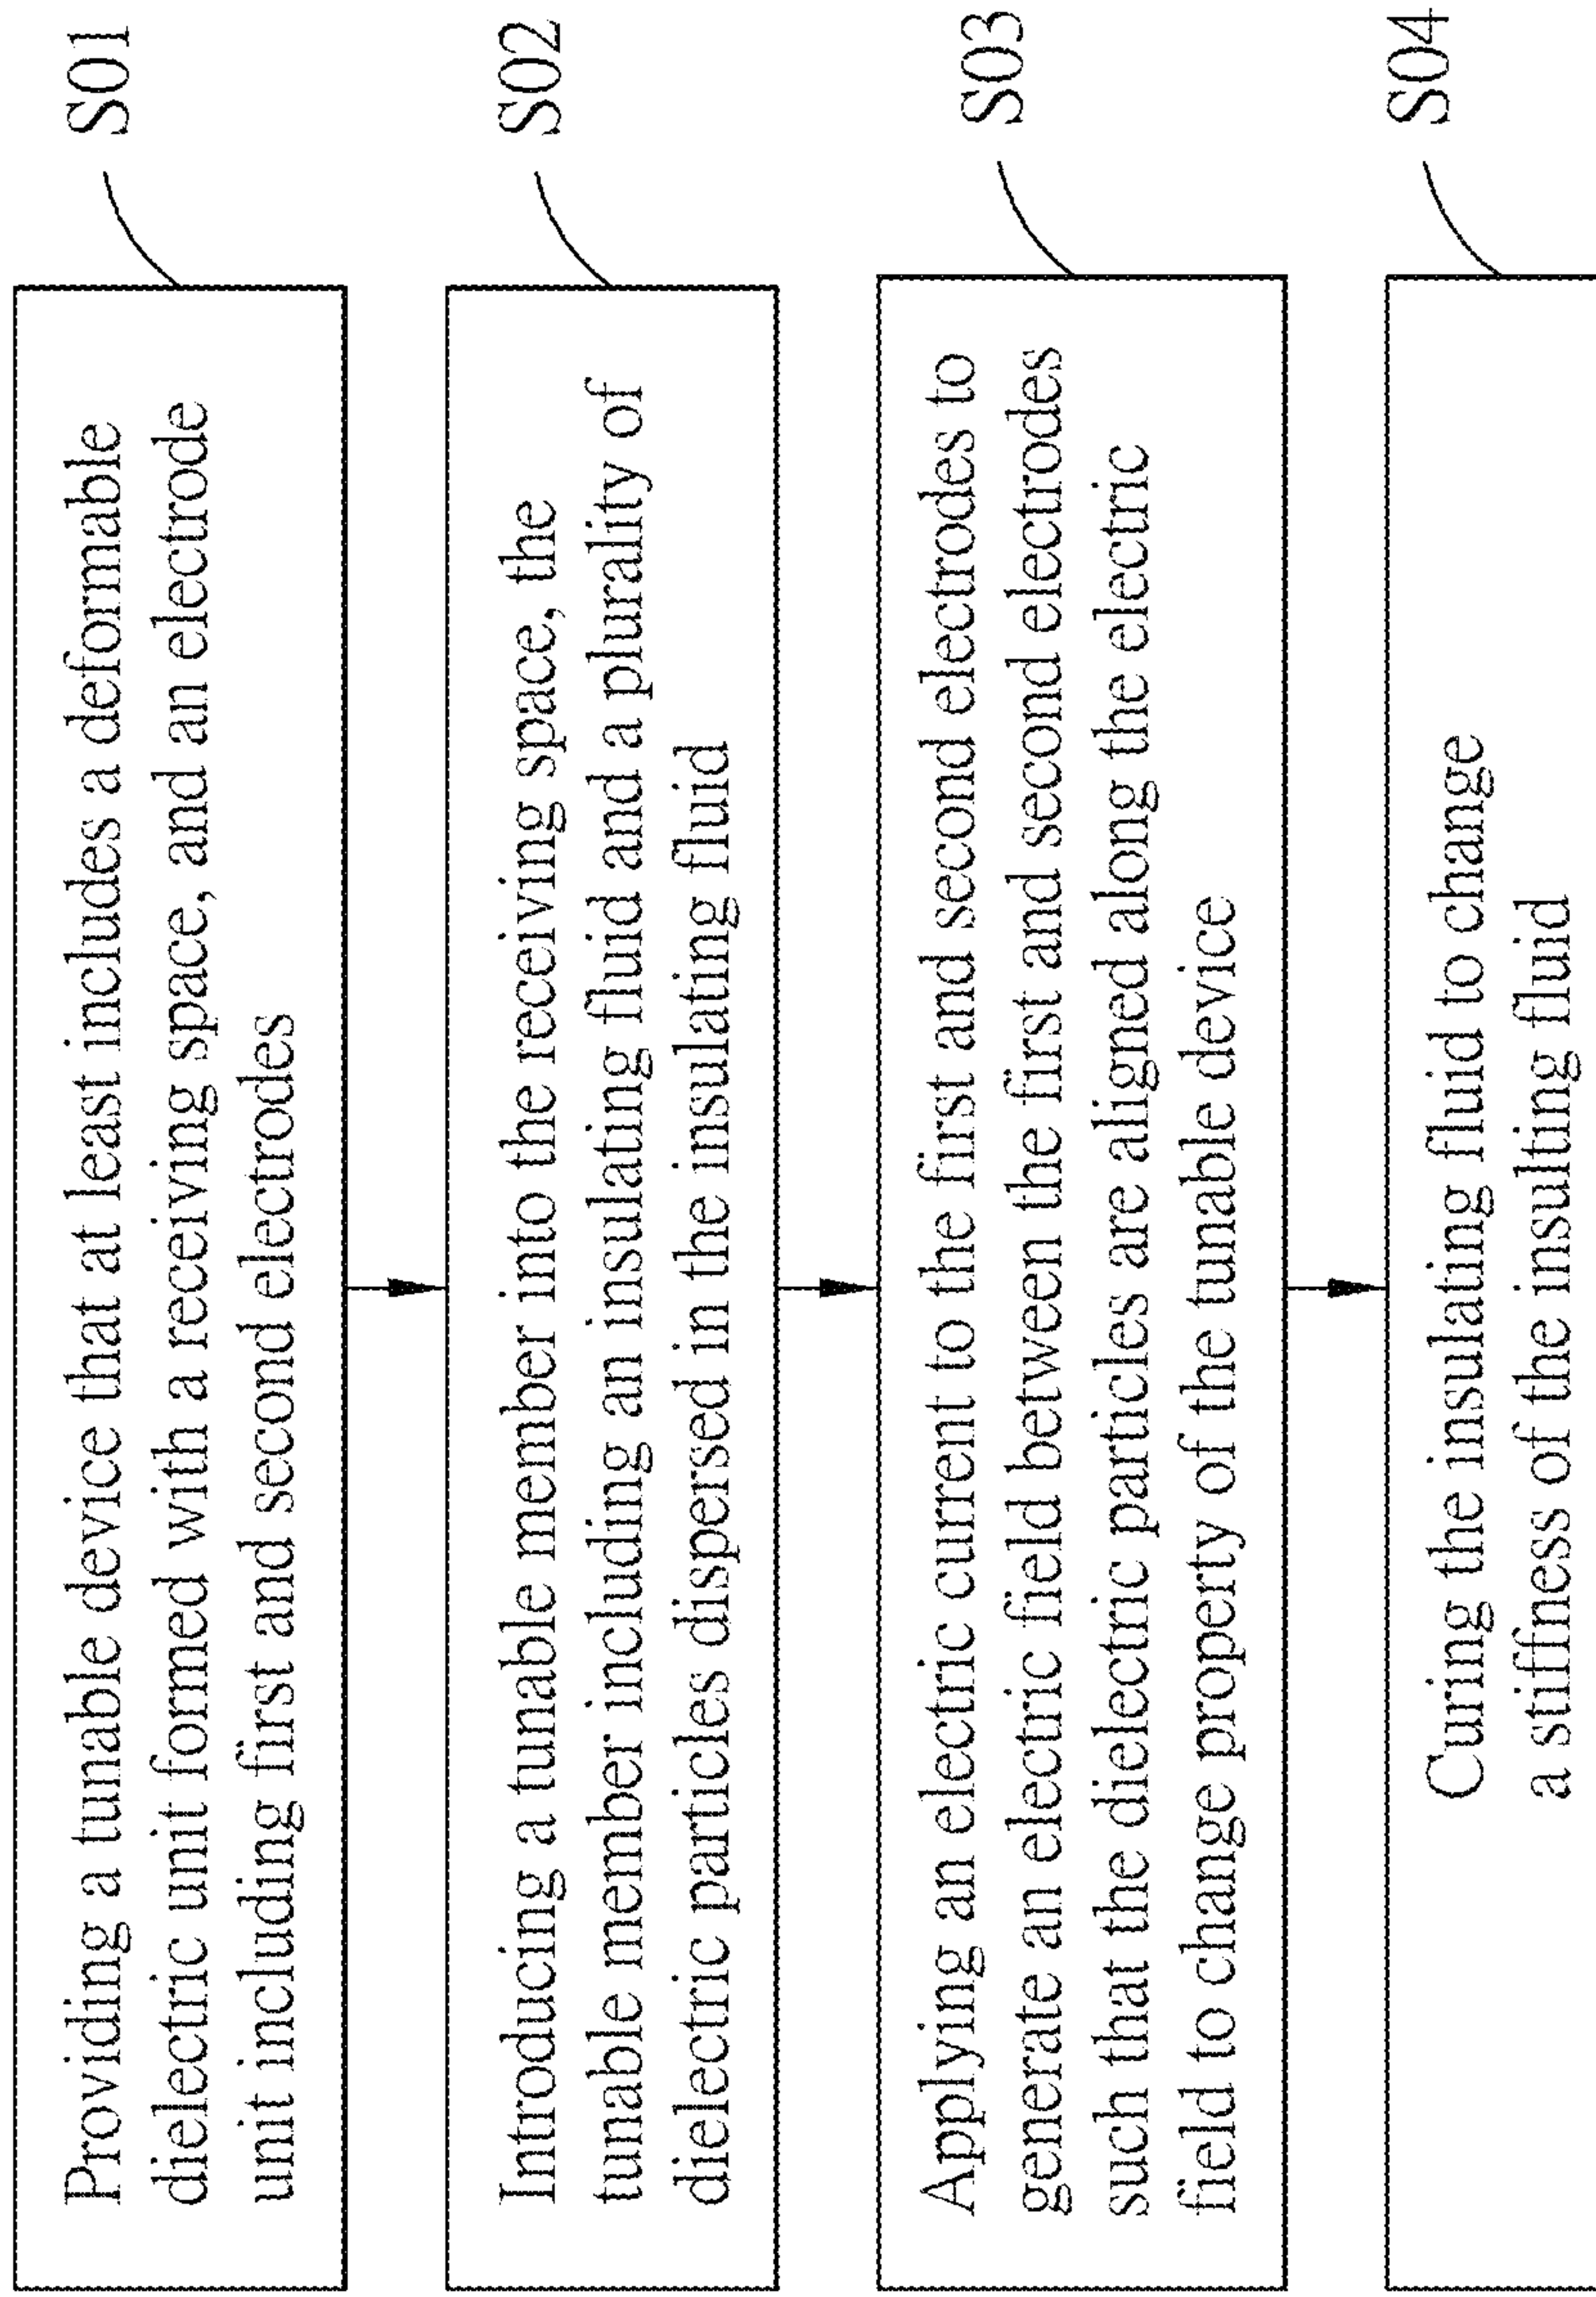 S01
Providing a tunable device that at least includes a deformable
dielectric unit formed with a receiving space, and an electrode
unit including first and second electrodes
S02
Introducing a tunable member into the receiving space, the
tunable member including an insulating fluid and a plurality of
dielectric particles dispersed in the insulating fluid
S03
Applying an electric current to the first and second electrodes to
generate an electric field between the first and second electrodes
such that the dielectric particles are aligned along the electric
field to change property of the tunable device
S04
Curing the insulating fluid to change
a stiffness of the insulting fluid